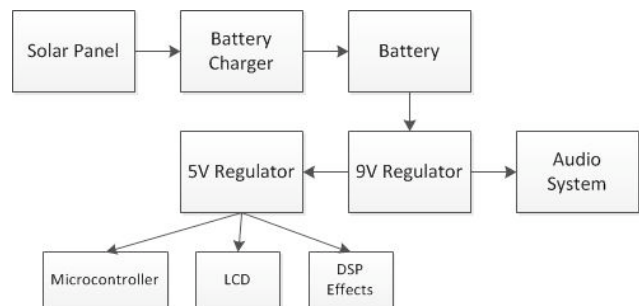 Solar Panel
Battery
Charger
Battery
5V Regulator
9V Regulator
Audio
System
Microcontroller
LCD
DSP
Effects